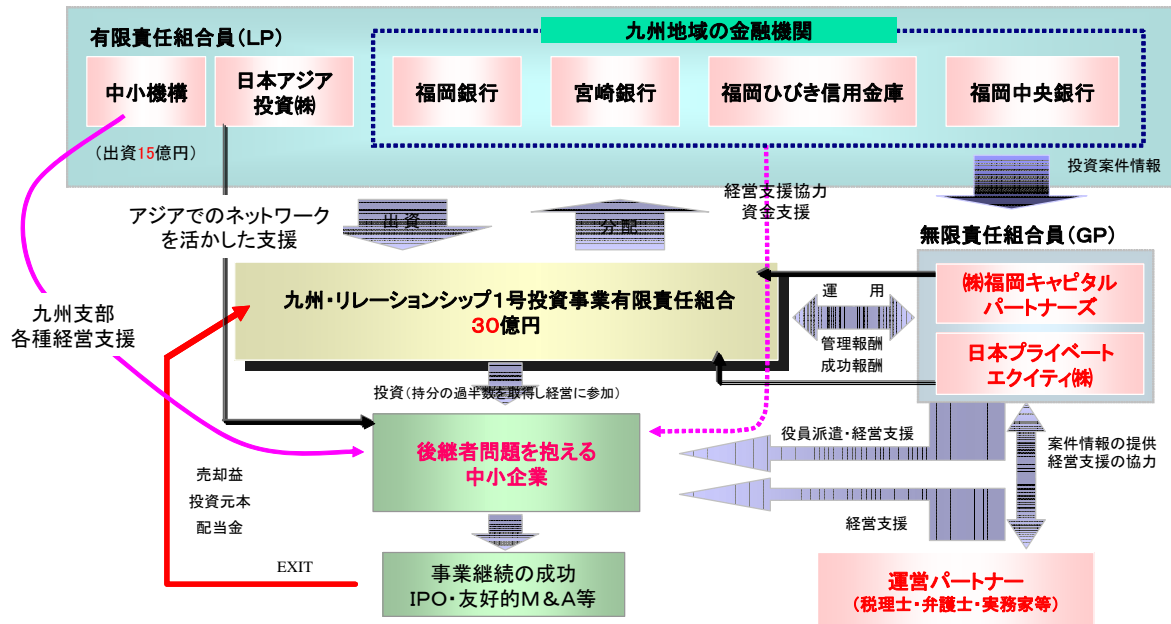 九州地域の金融機関
有限責任組合員(LP)
中小機構
日本アジア
投資㈱
福岡銀行
宮崎銀行
福岡ひびき信用金庫
福岡中央銀行
(出資15億円)
投資案件情報
経営支援協力
資金支援
アジアでのネットワーク
を活かした支援
出 資
分 配
無限責任組合員(GP)
九州・リレーションシップ1号投資事業有限責任組合
30億円
運 用
管理報酬
成功報酬
㈱福岡キャピタル
パートナーズ
日本プライベート
エクイティ㈱
九州支部
各種経営支援
投資(持分の過半数を取得し経営に参加)
後継者問題を抱える
中小企業
役員派遣・経営支援
案件情報の提供
経営支援の協力
売却益
投資元本
配当金
経営支援
EXIT
事業継続の成功
IPO・友好的M&A等
運営パートナー
(税理士・弁護士・実務家等)